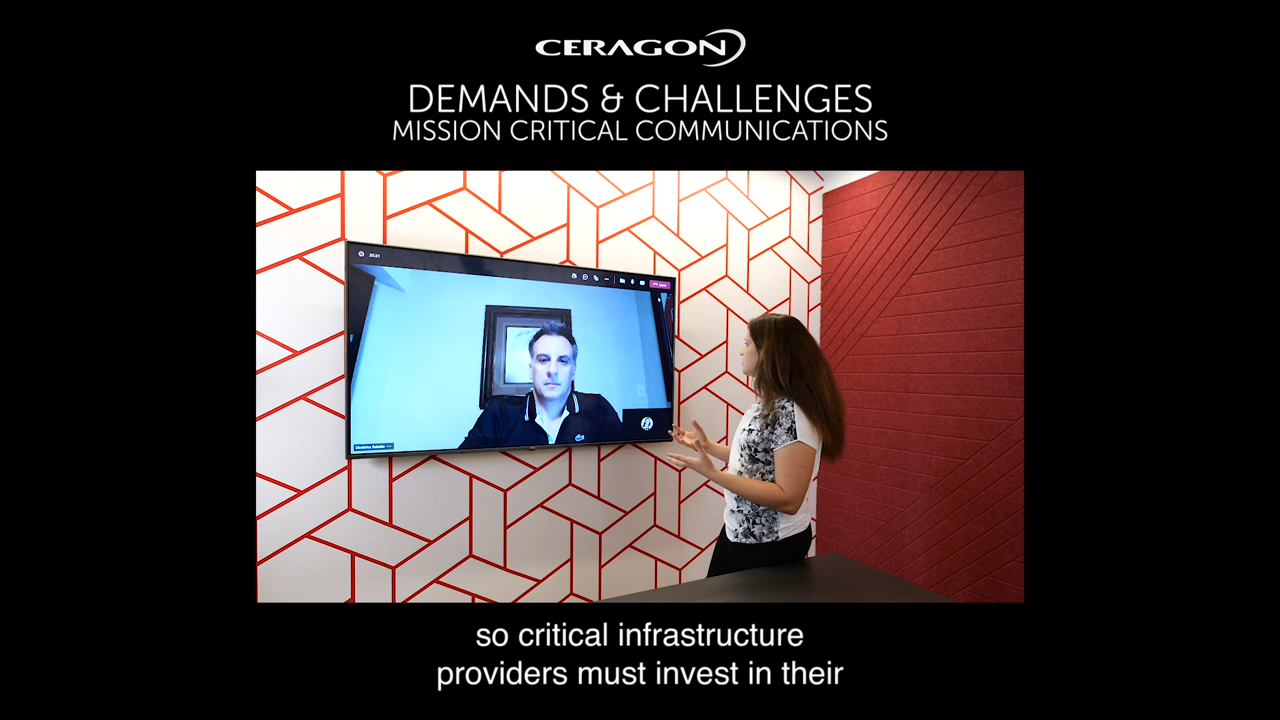 CERAGON
DEMANDS & CHALLENGES
MISSION CRITICAL COMMUNICATIONS
so critical infrastructure
providers must invest in their